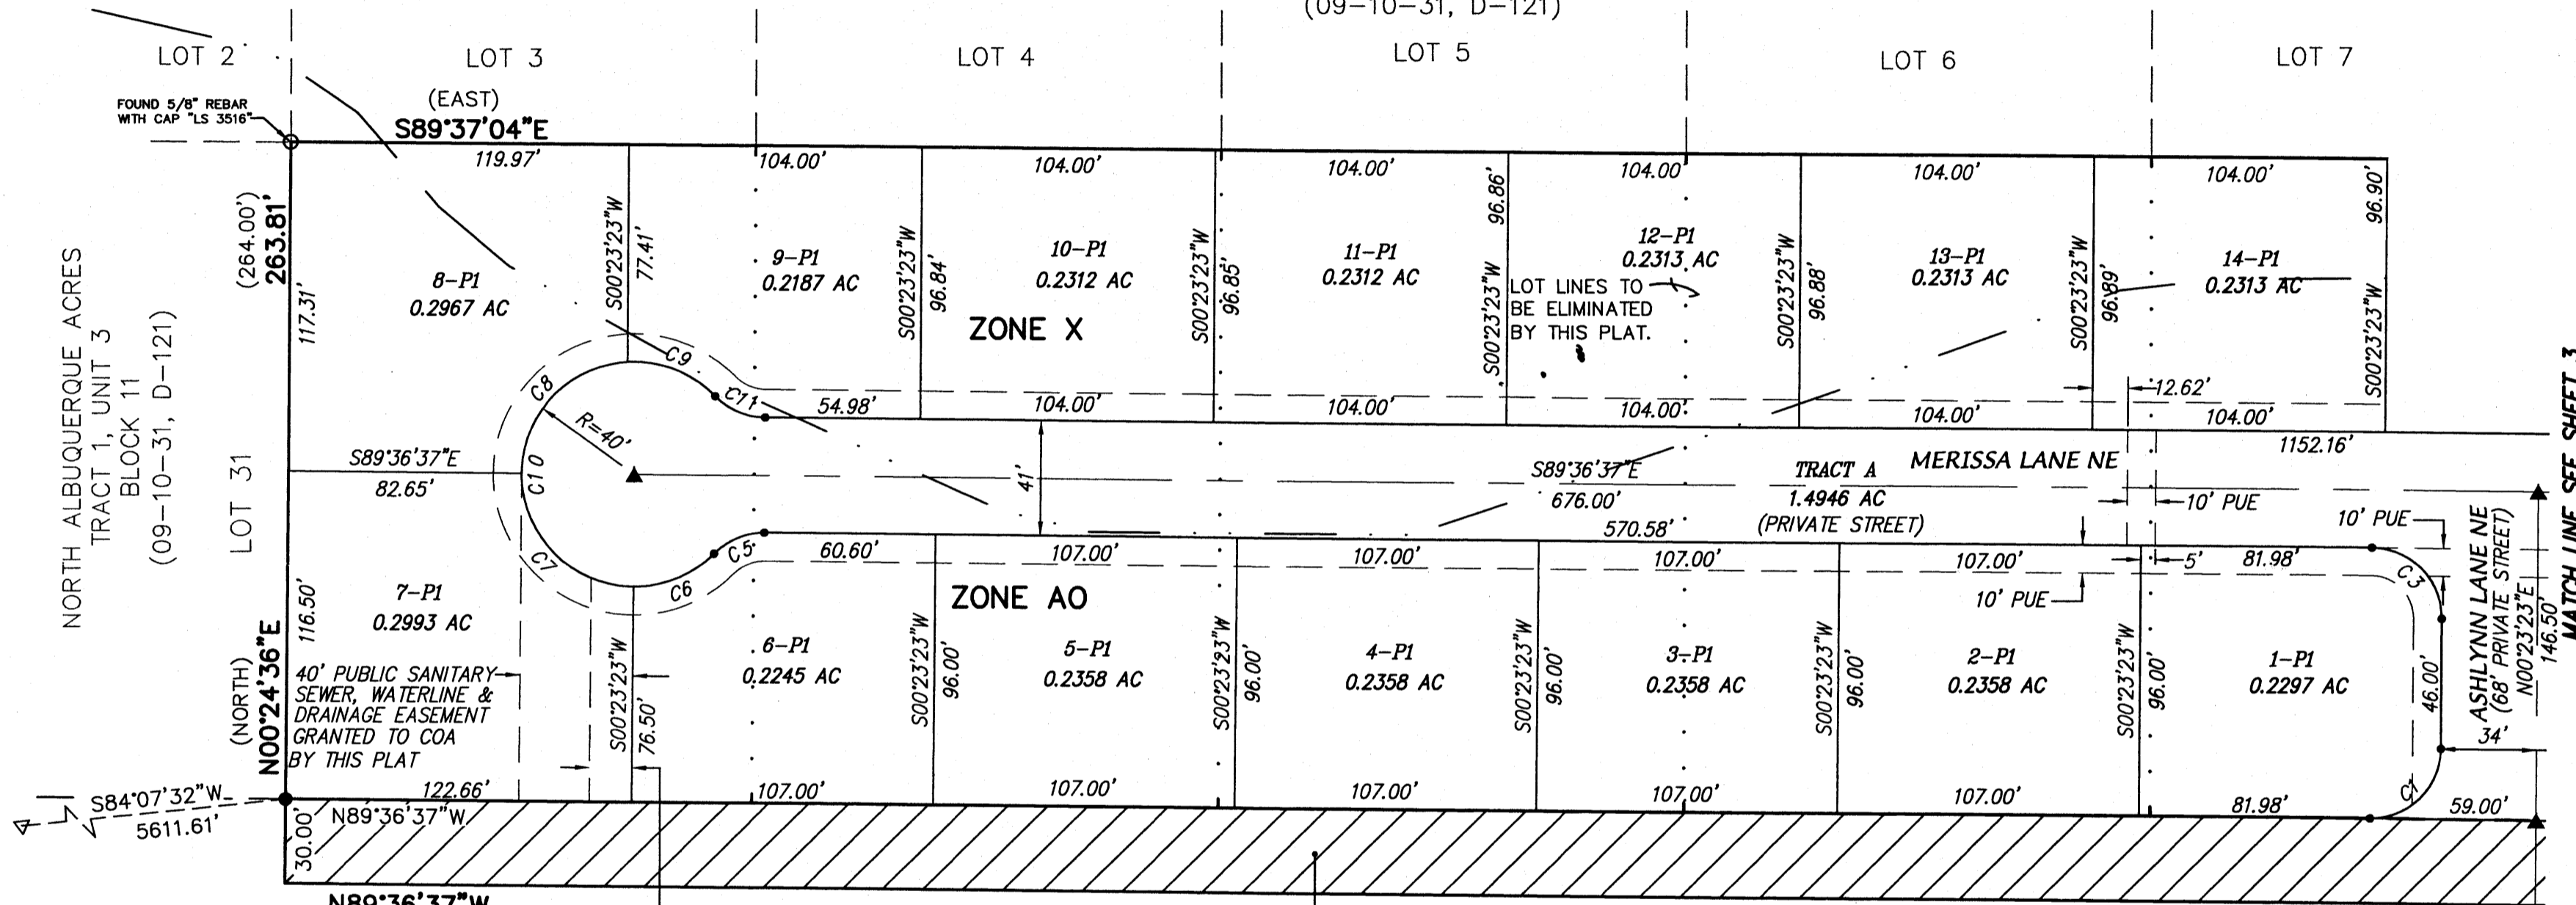 (09-10-31, D-121)
LOT 2
LOT 3
LOT 4
LOT 5
LOT 6
LOT 7
FOUND 5/8" REBAR
WITH CAP "LS 3516"
(EAST)
S89°37'04"E
119.97'
104.00'
104.00'
104.00'
104.00'
104.00'
104.00'
NORTH ALBUQUERQUE ACRES
TRACT 1, UNIT 3
BLOCK 11
(09-10-31, D-121)
LOT 31
(264.00')
263.81'
117.31'
8-P1
0.2967 AC
S00°23'23"W
77.41'
9-P1
0.2187 AC
S00°23'23"W
96.84'
10-P1
0.2312 AC
S00°23'23"W
96.85'
11-P1
0.2312 AC
S00°23'23"W
96.86'
12-P1
0.2313 AC
S00°23'23"W
96.88'
13-P1
0.2313 AC
S00°23'23"W
96.89'
14-P1
0.2313 AC
S00°23'23"W
96.90'
ZONE X
LOT LINES TO
BE ELIMINATED
BY THIS PLAT.
C8
C9
C11
R=40'
C10
C7
C6
C5
54.98'
104.00'
104.00'
104.00'
104.00'
104.00'
12.62'
1152.16'
S89°36'37"E
82.65'
41'
S89°36'37"E
676.00'
TRACT A
1.4946 AC
(PRIVATE STREET)
MERISSA LANE NE
10' PUE
10' PUE
570.58'
60.60'
107.00'
107.00'
107.00'
107.00'
5'
81.98'
C3
10' PUE
ZONE AO
116.50'
7-P1
0.2993 AC
40' PUBLIC SANITARY
SEWER, WATERLINE &
DRAINAGE EASEMENT
GRANTED TO COA
BY THIS PLAT
S00°23'23"W
76.50'
6-P1
0.2245 AC
S00°23'23"W
96.00'
5-P1
0.2358 AC
S00°23'23"W
96.00'
4-P1
0.2358 AC
S00°23'23"W
96.00'
3-P1
0.2358 AC
S00°23'23"W
96.00'
2-P1
0.2358 AC
S00°23'23"W
96.00'
1-P1
0.2297 AC
46.00'
ASHLYNN LANE NE
(68' PRIVATE STREET)
N00°23'23"E
146.50'
34'
MATCH LINE SEE SHEET 3
(NORTH)
N00°24'36"E
S84°07'32"W
5611.61'
122.66'
107.00'
107.00'
107.00'
107.00'
107.00'
81.98'
C1
59.00'
N89°36'37"W
30.00'
N89°36'37"W